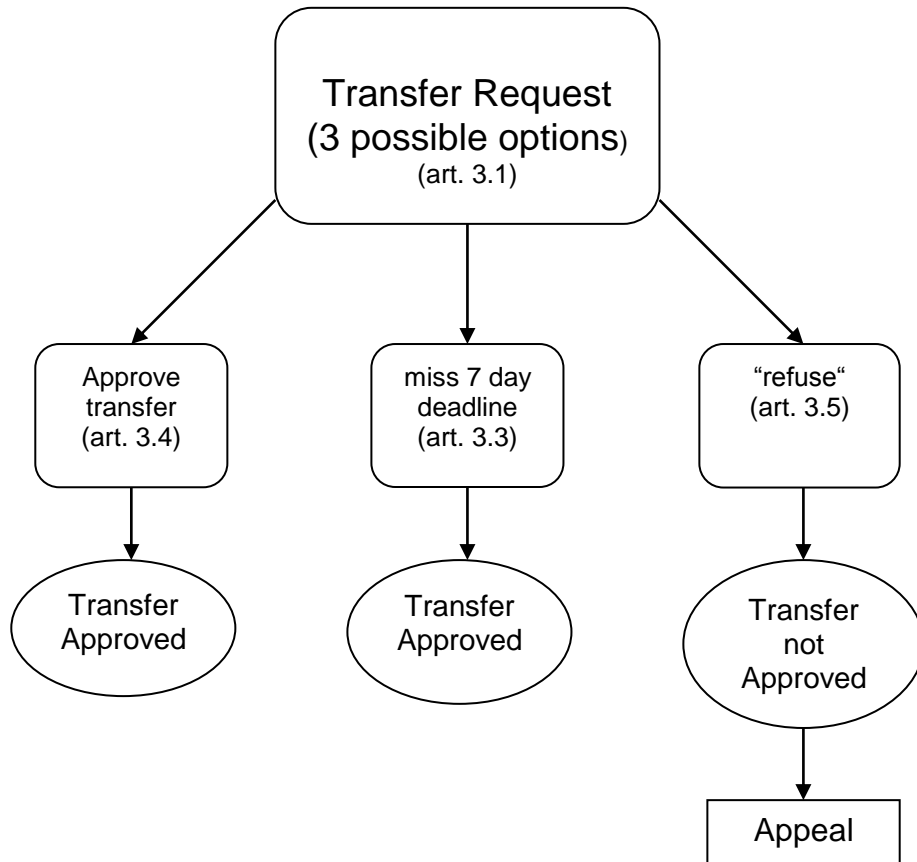 Transfer Request
(3 possible options)
(art. 3.1)
Approve
transfer
(art. 3.4)
miss 7 day
deadline
(art. 3.3)
“refuse“
(art. 3.5)
Transfer
Approved
Transfer
Approved
Transfer
not
Approved
Appeal